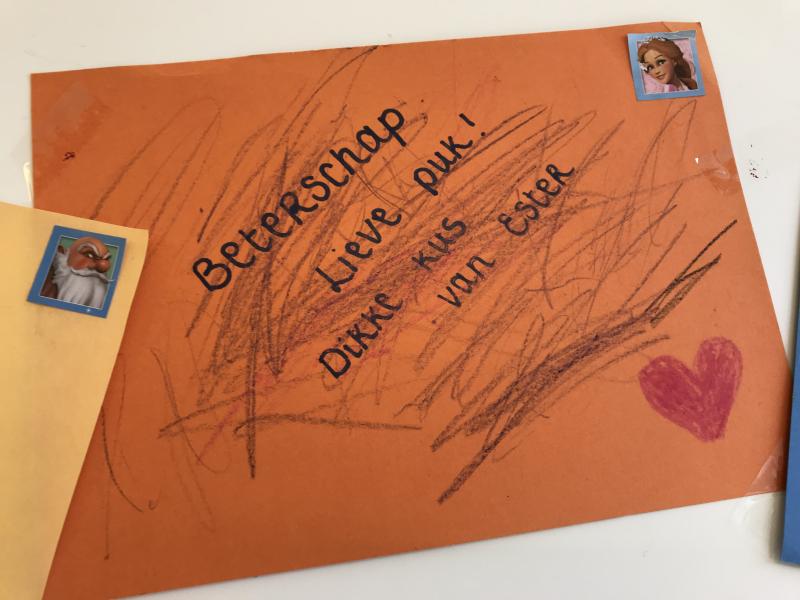 Beterschap
Lieve puk!
Dikke kus
van Ester